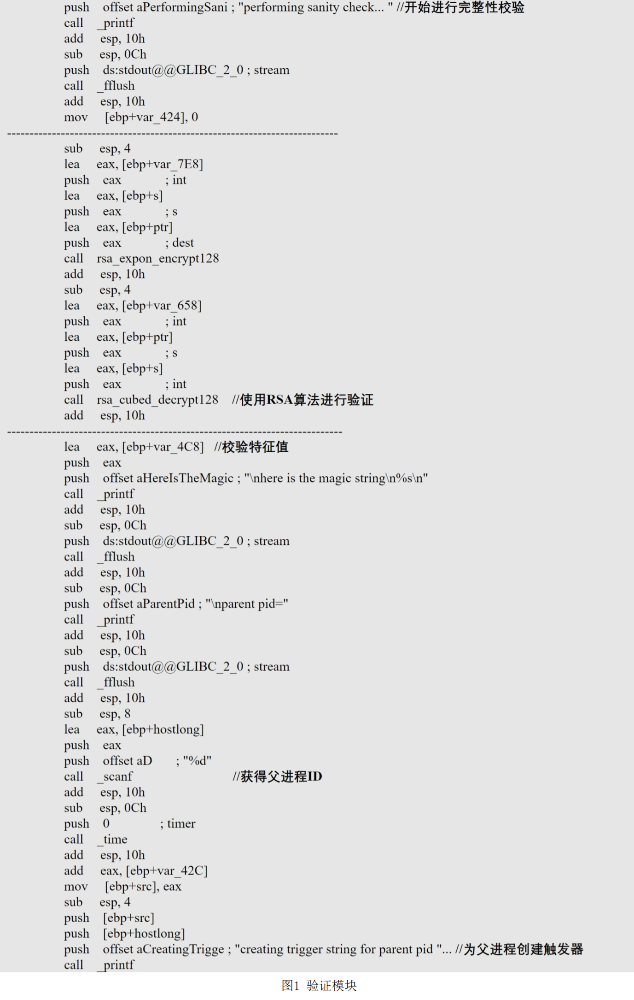 push offset aPerformingSani ; "performing sanity check... " //开始进行完整性校验
call _printf
add esp, 10h
sub esp, 0Ch
push ds:stdout@@GLIBC_2_0 ; stream
call _fflush
add esp, 10h
mov [ebp+var_424], 0
--------------------------------------------------------------------------
sub esp, 4
lea eax, [ebp+var_7E8]
push eax ; int
lea eax, [ebp+s]
push eax ; s
lea eax, [ebp+ptr]
push eax ; dest
call rsa_expon_encrypt128
add esp, 10h
sub esp, 4
lea eax, [ebp+var_658]
push eax ; int
lea eax, [ebp+ptr]
push eax ; s
lea eax, [ebp+s]
push eax ; int
call rsa_cubed_decrypt128 //使用RSA算法进行验证
add esp, 10h
---------------------------------------------------------------------------
lea eax, [ebp+var_4C8] //校验特征值
push eax
push offset aHereIsTheMagic ; "\nhere is the magic string\n%s\n"
call _printf
add esp, 10h
sub esp, 0Ch
push ds:stdout@@GLIBC_2_0 ; stream
call _fflush
add esp, 10h
sub esp, 0Ch
push offset aParentPid ; "\nparent pid="
call _printf
add esp, 10h
sub esp, 0Ch
push ds:stdout@@GLIBC_2_0 ; stream
call _fflush
add esp, 10h
sub esp, 8
lea eax, [ebp+hostlong]
push eax
push offset aD ; "%d"
call _scanf //获得父进程ID
add esp, 10h
sub esp, 0Ch
push 0 ; timer
call _time
add esp, 10h
add eax, [ebp+var_42C]
mov [ebp+src], eax
sub esp, 4
push [ebp+src]
push [ebp+hostlong]
push offset aCreatingTrigge ; "creating trigger string for parent pid "... //为父进程创建触发器
call _printf
图1 验证模块